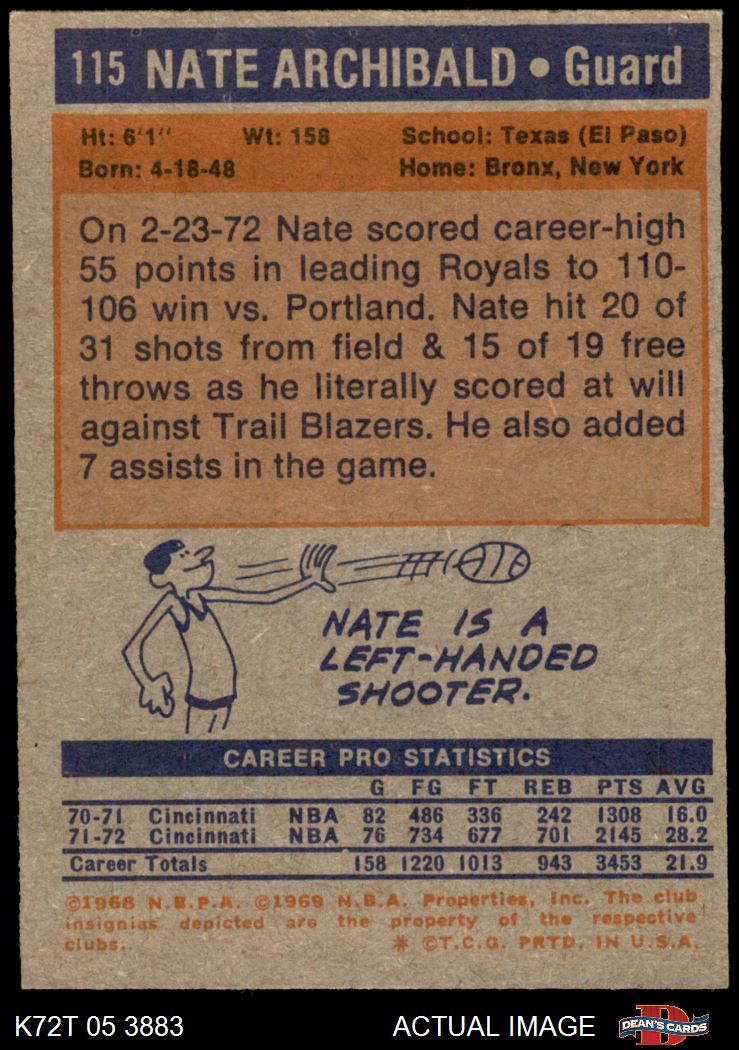 115 NATE ARCHIBALD • Guard
Ht: 6'1" Wt: 158 School: Texas (El Paso)
Born: 4-18-48 Home: Bronx, New York
On 2-23-72 Nate scored career-high
55 points in leading Royals to 110-
106 win vs. Portland. Nate hit 20 of
31 shots from field & 15 of 19 free
throws as he literally scored at will
against Trail Blazers. He also added
7 assists in the game.
NATE IS A
LEFT-HANDED
SHOOTER.
CAREER PRO STATISTICS
G FG FT REB PTS AVG
70-71 Cincinnati NBA 82 486 336 242 1308 16.0
71-72 Cincinnati NBA 76 734 677 701 2145 28.2
Career Totals 158 1220 1013 943 3453 21.9
©1968 N.B.P.A. ©1969 N.B.A. Properties, Inc. The club
insignias depicted are the property of the respective
clubs. * ©T.C.G. PRTD. IN U.S.A.
K72T 05 3883 ACTUAL IMAGE D DEAN'S CARDS